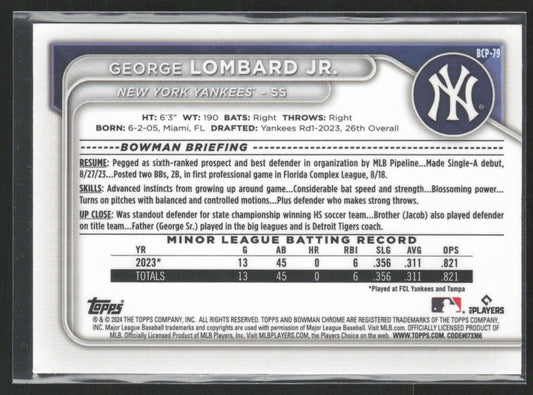 BCP-79
GEORGE LOMBARD JR.
NEW YORK YANKEES® - SS
NY
HT: 6'3" WT: 190 BATS: Right THROWS: Right
BORN: 6-2-05, Miami, FL DRAFTED: Yankees Rd1-2023, 26th Overall
BOWMAN BRIEFING
RESUME: Pegged as sixth-ranked prospect and best defender in organization by MLB Pipeline...Made Single-A debut,
8/27/23...Posted two BBs, 2B, in first professional game in Florida Complex League, 8/18.
SKILLS: Advanced instincts from growing up around game...Considerable bat speed and strength...Blossoming power...
Turns on pitches with balanced and controlled motions...Plus defender who makes strong throws.
UP CLOSE: Was standout defender for state championship winning HS soccer team...Brother (Jacob) also played defender
on title team...Father (George Sr.) played in the big leagues and is Detroit Tigers coach.
MINOR LEAGUE BATTING RECORD
YR G AB HR RBI SLG AVG OPS
2023* 13 45 0 6 .356 .311 .821
TOTALS 13 45 0 6 .356 .311 .821
*Played at FCL Yankees and Tampa
Topps
PLAYERS
® & © 2024 THE TOPPS COMPANY, INC. ALL RIGHTS RESERVED. TOPPS AND BOWMAN CHROME ARE REGISTERED TRADEMARKS OF THE TOPPS COMPANY,
INC. Major League Baseball trademarks and copyrights are used with permission of Major League Baseball. Visit MLB.com. OFFICIALLY LICENSED PRODUCT OF
MLB. Officially Licensed Product of MLB Players, Inc. Visit MLBPLAYERS.COM, the Players Choice on the web. WWW.TOPPS.COM. CODE#073366